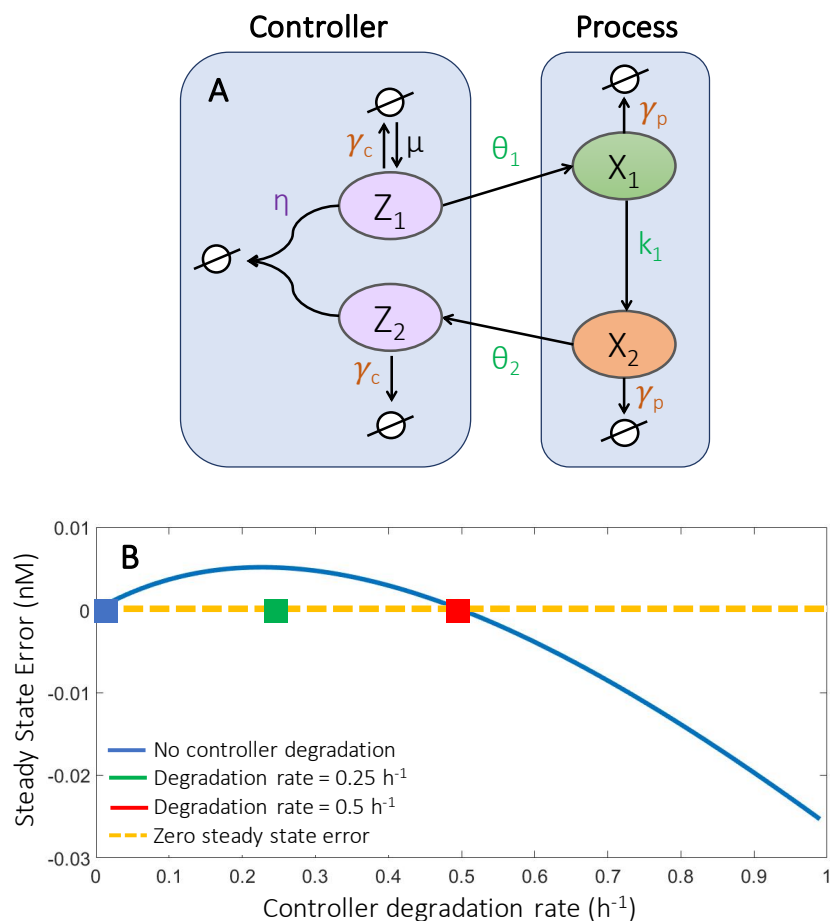 Controller Process
A
γc μ
θ1
γp
X1
η
Z1
k1
Z2
θ2
X2
γc
γp
B
0.01
0
-0.01
-0.02
-0.03
Steady State Error (nM)
No controller degradation
Degradation rate = 0.25 h-1
Degradation rate = 0.5 h-1
Zero steady state error
0 0.1 0.2 0.3 0.4 0.5 0.6 0.7 0.8 0.9 1
Controller degradation rate (h-1)